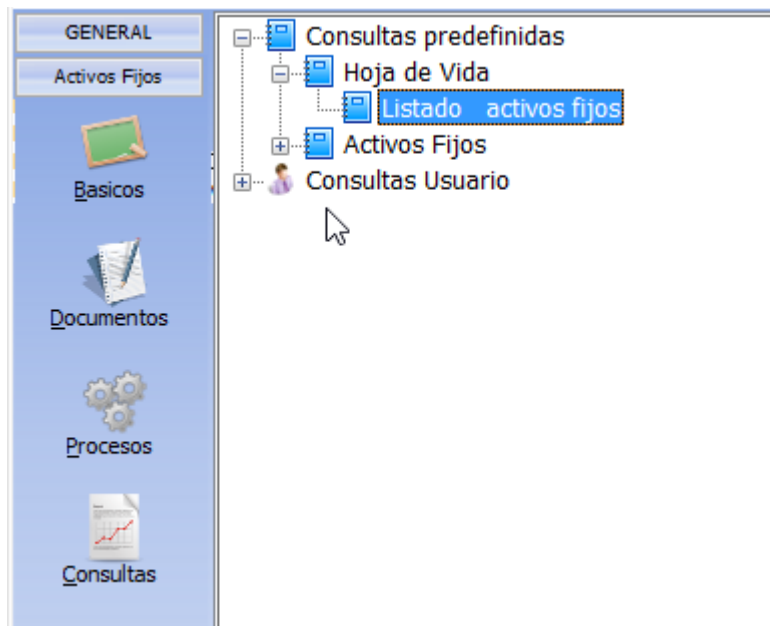 GENERAL
Activos Fijos
Basicos
Documentos
Procesos
Consultas
Consultas predefinidas
Hoja de Vida
Listado activos fijos
Activos Fijos
Consultas Usuario